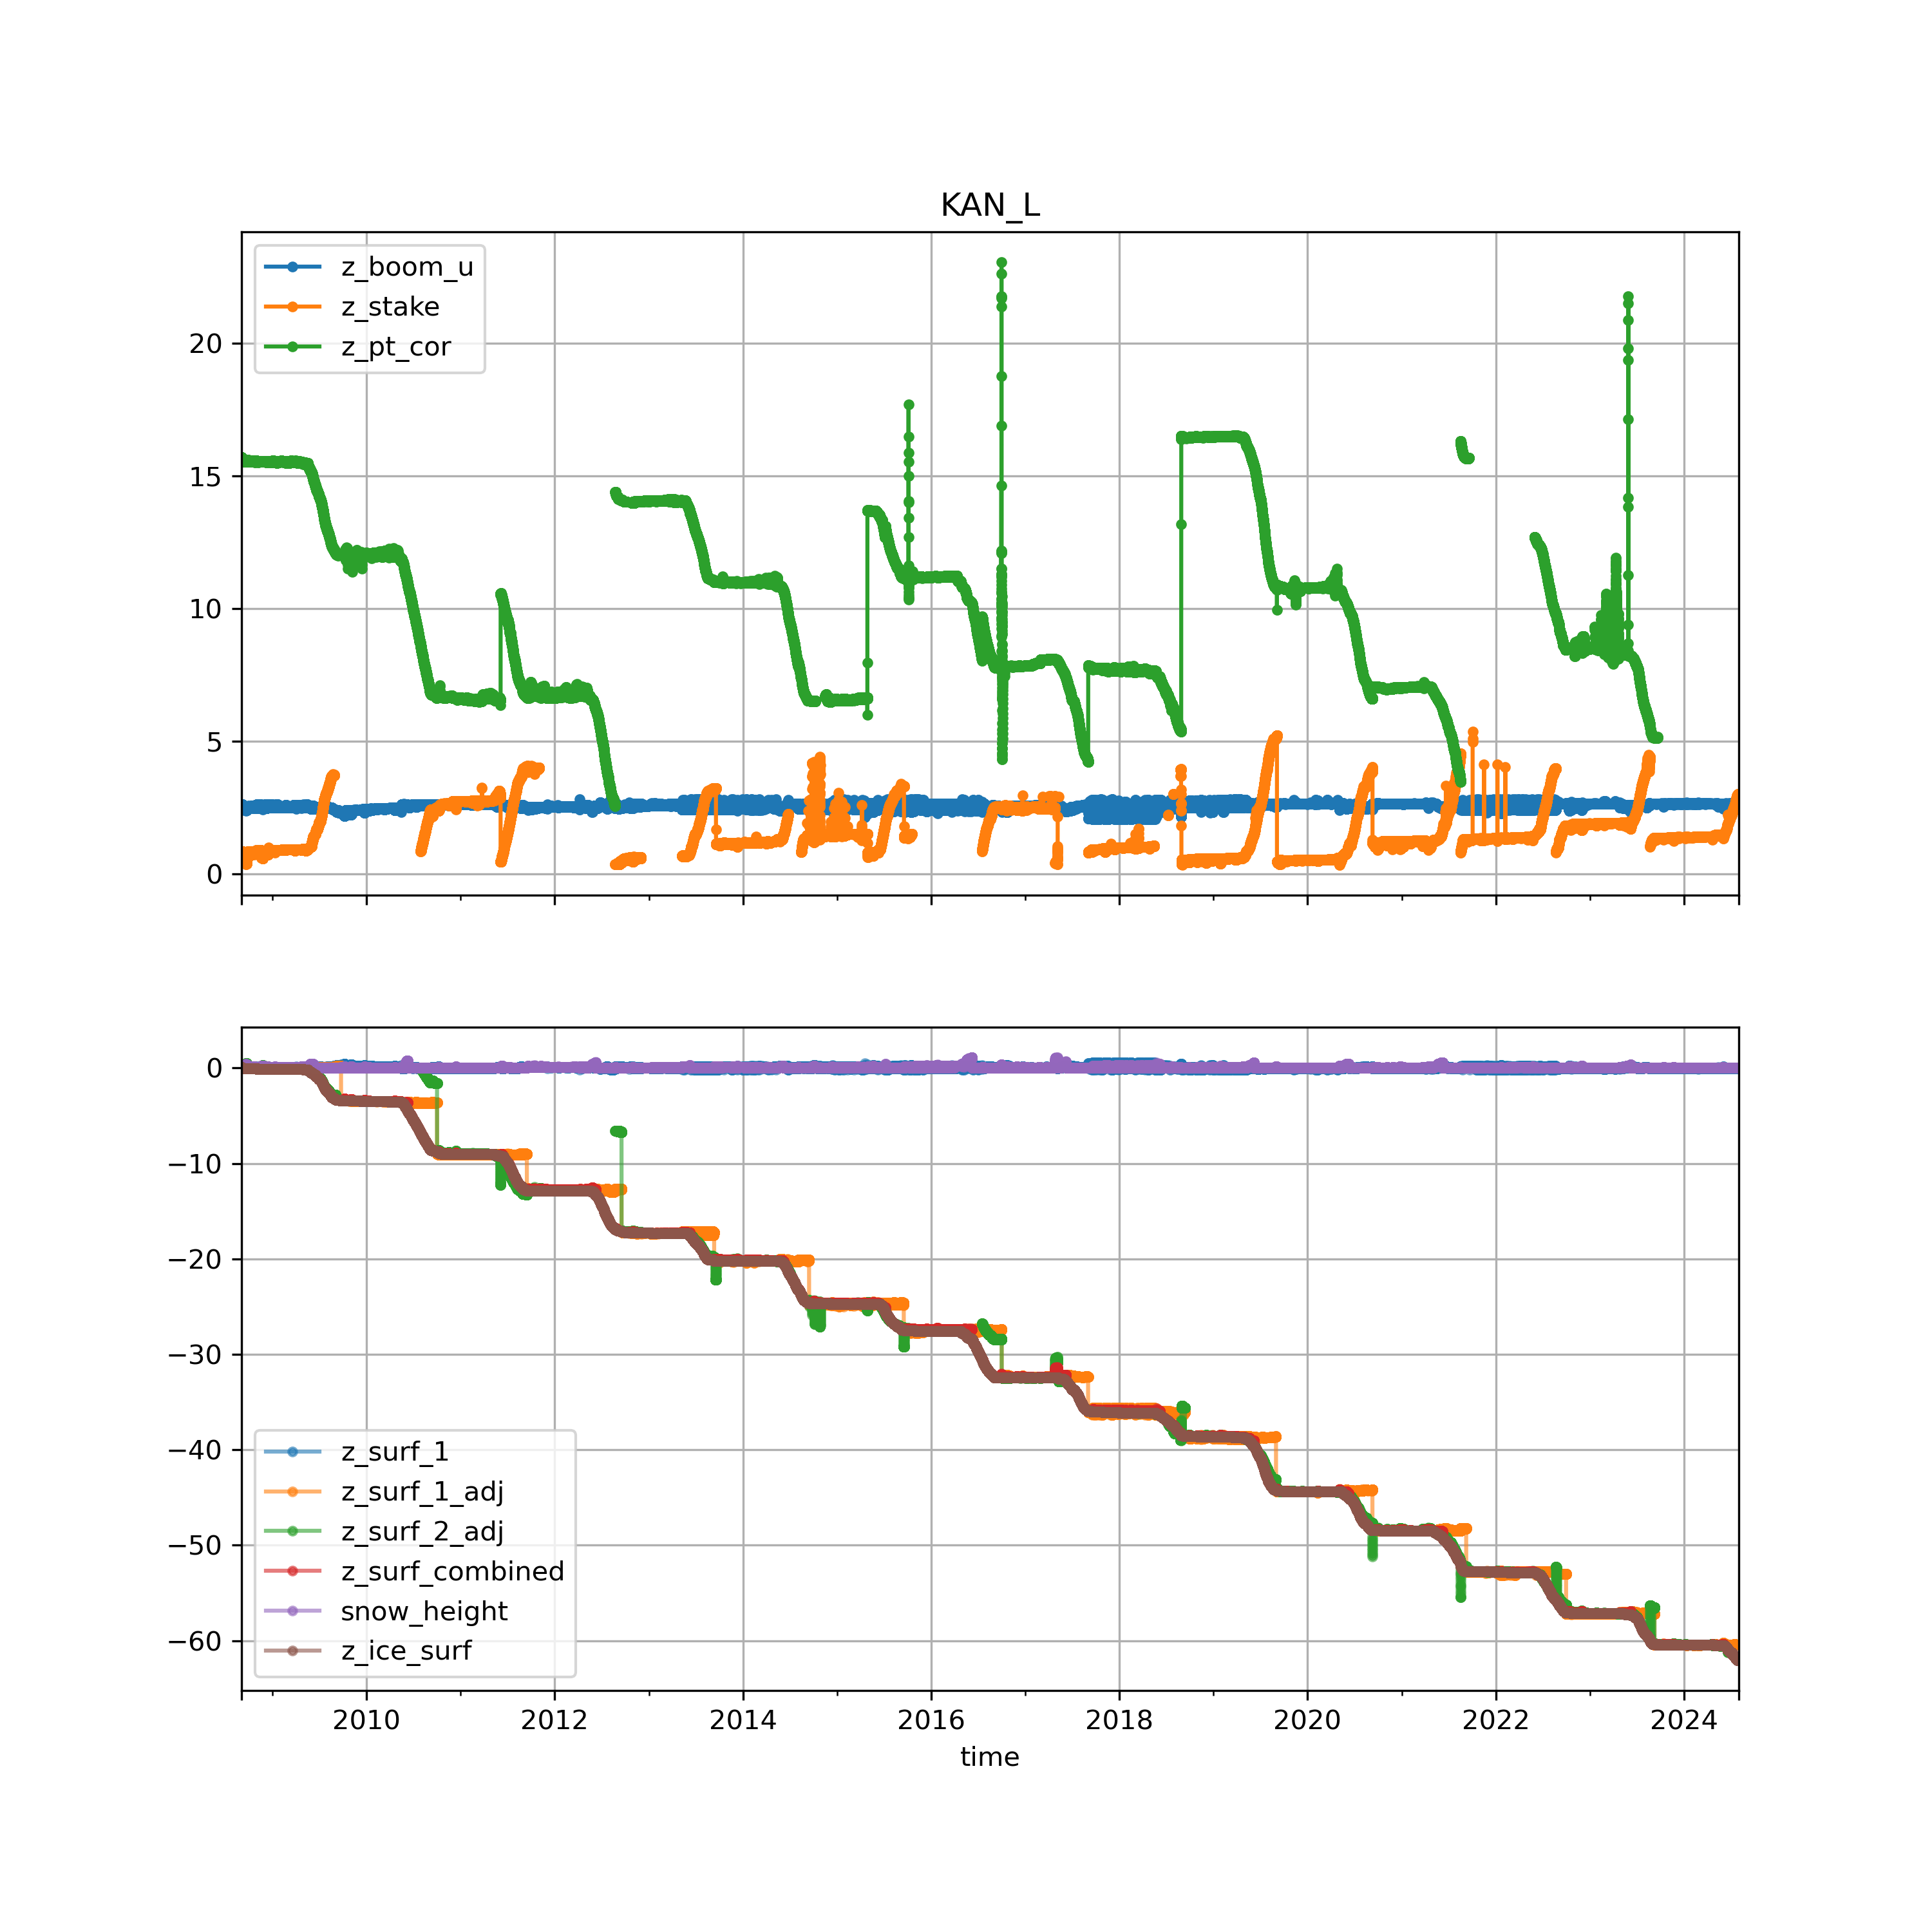 KAN_L
z_boom_u
z_stake
z_pt_cor
20
15
10
5
0
0
−10
−20
−30
−40
−50
−60
z_surf_1
z_surf_1_adj
z_surf_2_adj
z_surf_combined
snow_height
z_ice_surf
2010 2012 2014 2016 2018 2020 2022 2024
time